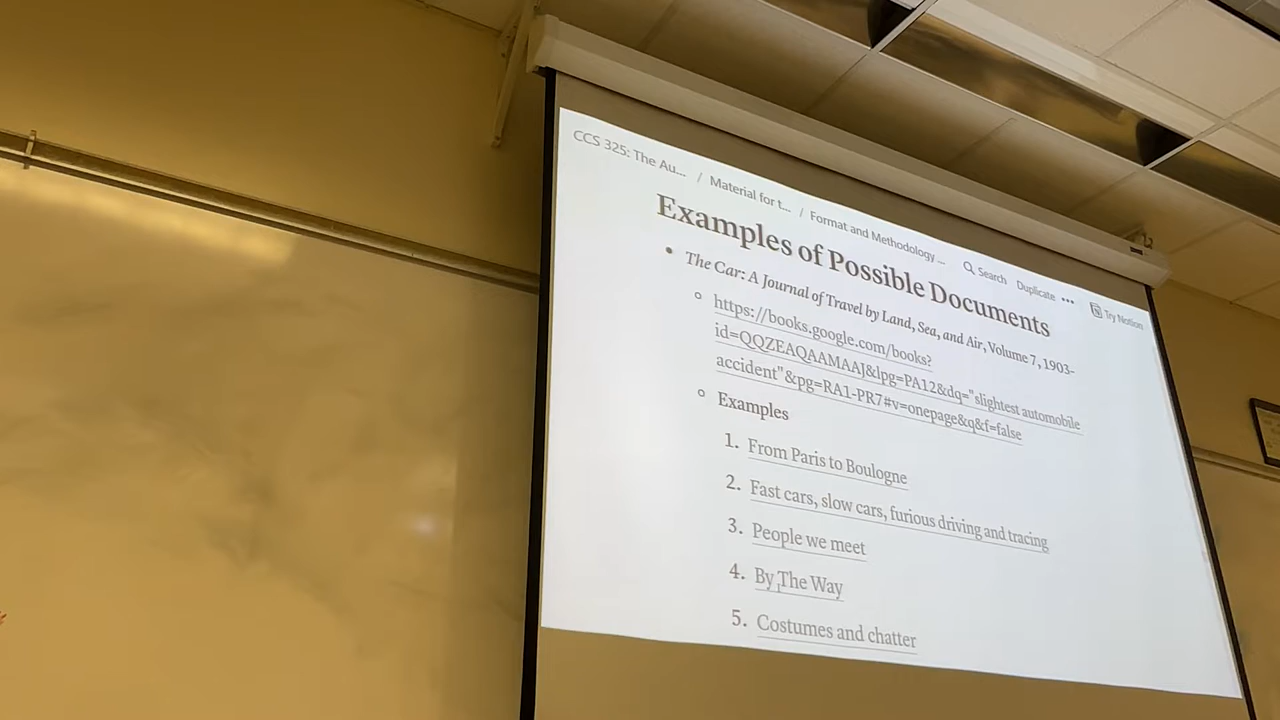 CCS 325: The Au... / Material for t... / Format and Methodology ... Search Duplicate ••• Try Notion
Examples of Possible Documents
• The Car: A Journal of Travel by Land, Sea, and Air, Volume 7, 1903-
◦ https://books.google.com/books?
id=QQZEAQAAMAAJ&lpg=PA12&dq="slightest automobile
accident"&pg=RA1-PR7#v=onepage&q&f=false
◦ Examples
1. From Paris to Boulogne
2. Fast cars, slow cars, furious driving and tracing
3. People we meet
4. By The Way
5. Costumes and chatter